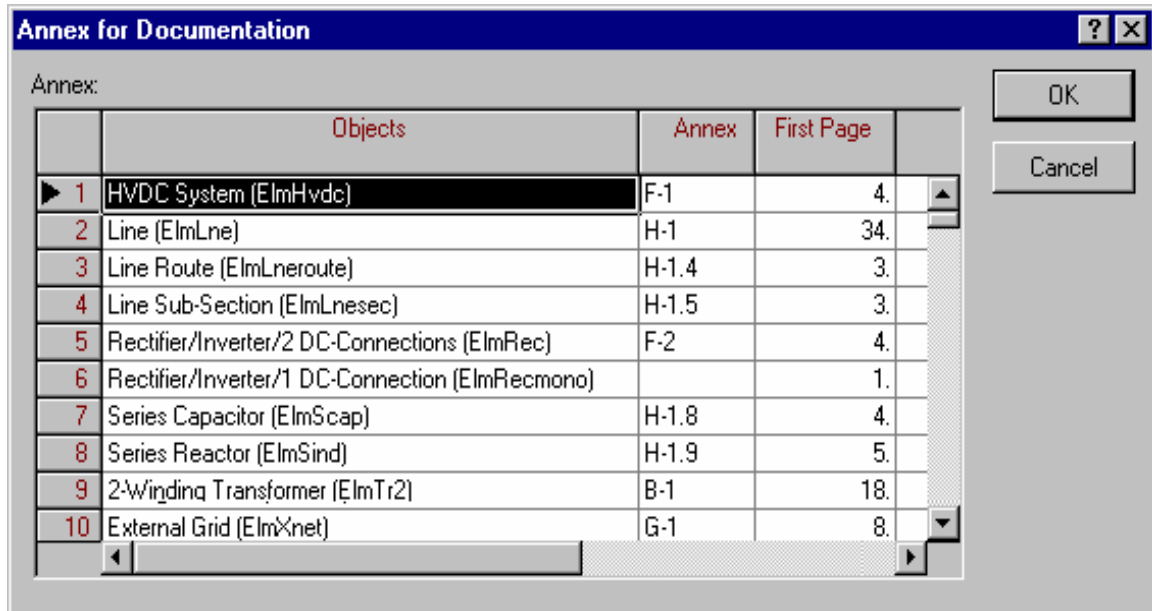 Annex for Documentation
Annex:
OK
Cancel
Objects Annex First Page
1 HVDC System (ElmHvdc) F-1 4.
2 Line (ElmLne) H-1 34.
3 Line Route (ElmLneroute) H-1.4 3.
4 Line Sub-Section (ElmLnesec) H-1.5 3.
5 Rectifier/Inverter/2 DC-Connections (ElmRec) F-2 4.
6 Rectifier/Inverter/1 DC-Connection (ElmRecmono) 1.
7 Series Capacitor (ElmScap) H-1.8 4.
8 Series Reactor (ElmSind) H-1.9 5.
9 2-Winding Transformer (ElmTr2) B-1 18.
10 External Grid (ElmXnet) G-1 8.